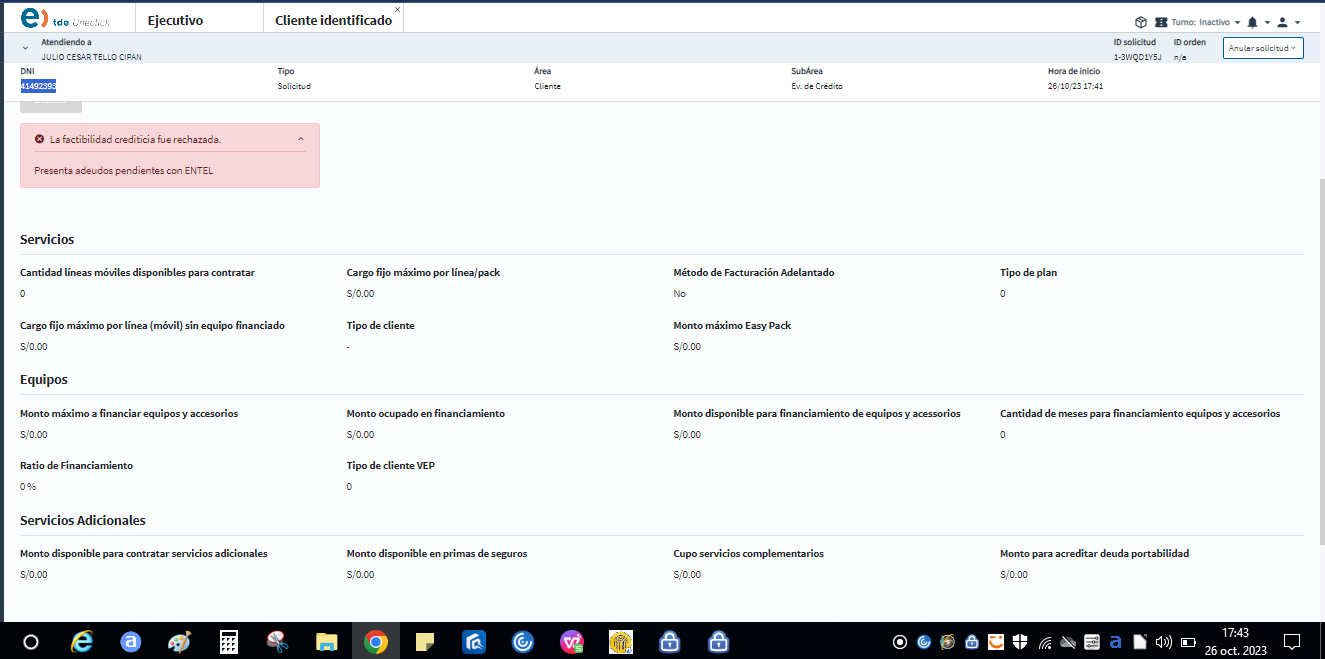 e) tde Oneclick
Ejecutivo
Cliente identificado
Turno: Inactivo
Atendiendo a
JULIO CESAR TELLO CIPAN
ID solicitud
1-3WQD1Y5J
ID orden
n/a
Anular solicitud
DNI
41492393
Tipo
Solicitud
Área
Cliente
SubÁrea
Ev. de Crédito
Hora de inicio
26/10/23 17:41
La factibilidad crediticia fue rechazada.
Presenta adeudos pendientes con ENTEL
Servicios
Cantidad líneas móviles disponibles para contratar
0
Cargo fijo máximo por línea/pack
S/0.00
Método de Facturación Adelantado
No
Tipo de plan
0
Cargo fijo máximo por línea (móvil) sin equipo financiado
S/0.00
Tipo de cliente
-
Monto máximo Easy Pack
S/0.00
Equipos
Monto máximo a financiar equipos y accesorios
S/0.00
Monto ocupado en financiamiento
S/0.00
Monto disponible para financiamiento de equipos y acessorios
S/0.00
Cantidad de meses para financiamiento equipos y accesorios
0
Ratio de Financiamiento
0 %
Tipo de cliente VEP
0
Servicios Adicionales
Monto disponible para contratar servicios adicionales
S/0.00
Monto disponible en primas de seguros
S/0.00
Cupo servicios complementarios
S/0.00
Monto para acreditar deuda portabilidad
S/0.00
17:43
26 oct. 2023